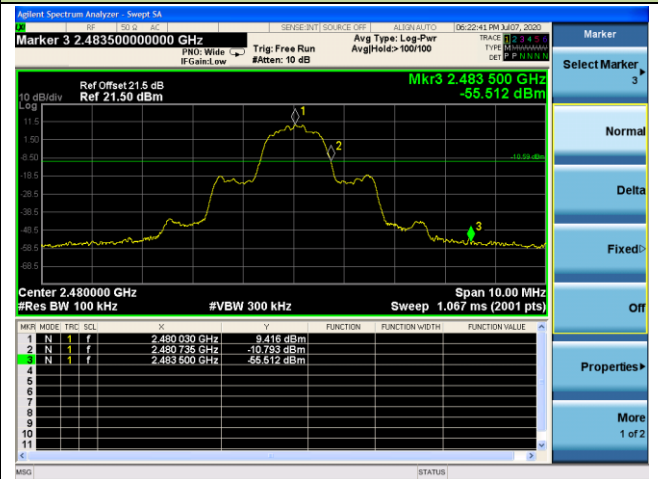 Agilent Spectrum Analyzer - Swept SA
RF 50 Ω AC SENSE:INT SOURCE OFF ALIGN AUTO 06:22:41 PM Jul07, 2020
Marker 3 2.483500000000 GHz
PNO: Wide
IFGain:Low
Trig: Free Run
#Atten: 10 dB
Avg Type: Log-Pwr
Avg|Hold:>100/100
TRACE 1 2 3 4 5 6
TYPE MWWWWW
DET P P N N N N
Ref Offset 21.5 dB
10 dB/div Ref 21.50 dBm
Log
Mkr3 2.483 500 GHz
-55.512 dBm
11.5
1.50
-8.50
-18.5
-28.5
-38.5
-48.5
-58.5
-68.5
1
2
3
-10.59 dBm
Center 2.480000 GHz Span 10.00 MHz
#Res BW 100 kHz #VBW 300 kHz Sweep 1.067 ms (2001 pts)
MKR MODE TRC SCL X Y FUNCTION FUNCTION WIDTH FUNCTION VALUE
1 N 1 f 2.480 030 GHz 9.416 dBm
2 N 1 f 2.480 735 GHz -10.793 dBm
3 N 1 f 2.483 500 GHz -55.512 dBm
4
5
6
7
8
9
10
11
MSG STATUS
Marker
Select Marker
3
Normal
Delta
Fixed
Off
Properties
More
1 of 2